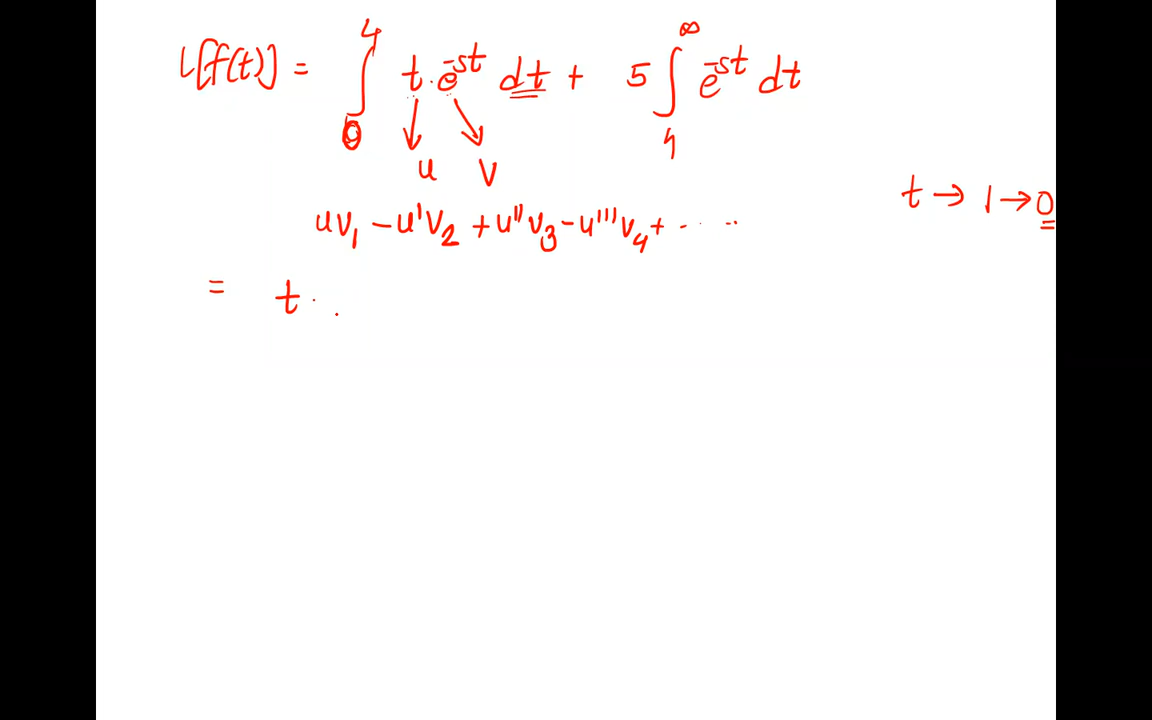 L[f(t)] = ∫₀⁴ t · e^{-st} dt + 5 ∫₄^∞ e^{-st} dt
u v
t → 1 → 0
uv₁ - u'v₂ + u''v₃ - u'''v₄ + - · · ·
= t ·